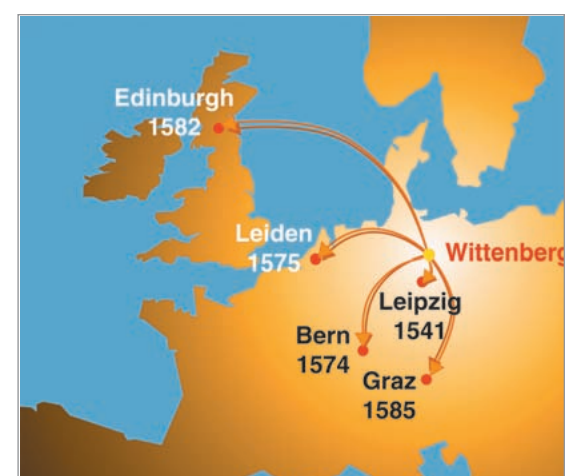 Edinburgh
1582
Leiden
1575
Wittenberg
Leipzig
1541
Bern
1574
Graz
1585